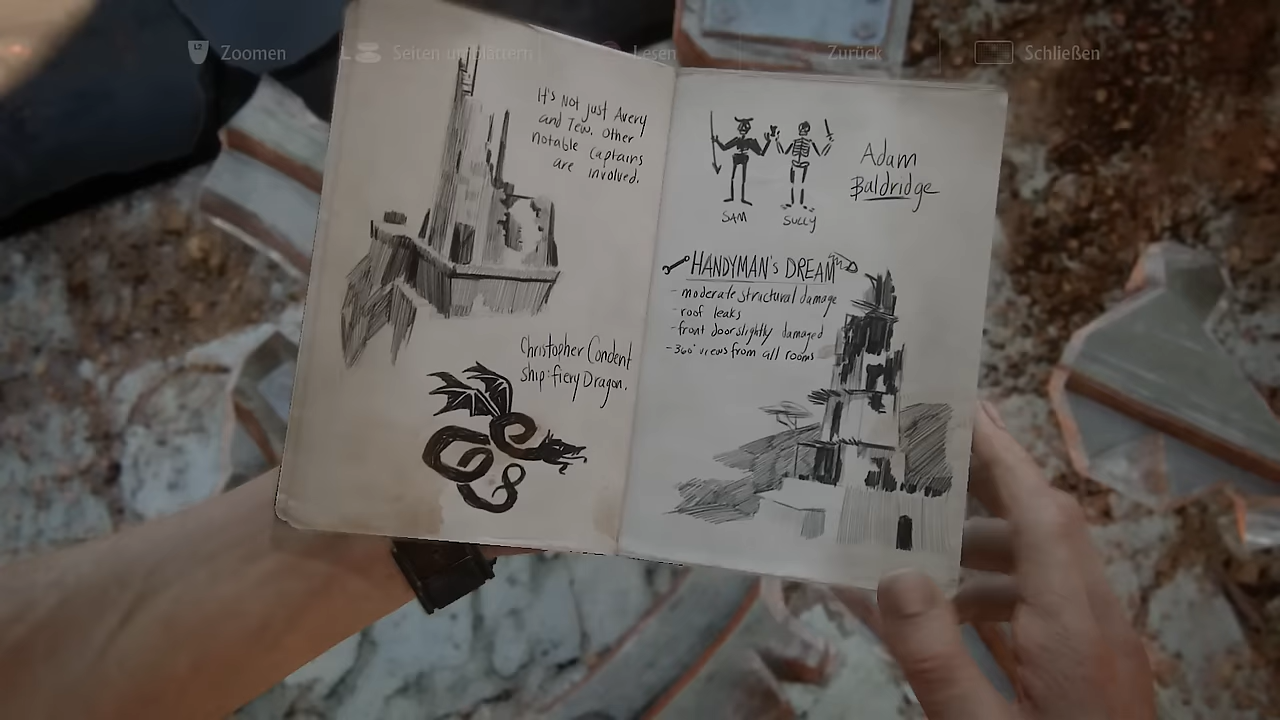 L2 Zoomen
L Seiten umblättern
Lesen
Zurück
Schließen
It's Not just Avery
and Tew. Other
notable captains
are involved.
Christophер Condent
ship: fiery Dragon.
SAM
SULLY
Adam
Baldridge
HANDYMAN'S DREAM
- moderate structural damage
- roof leaks
- front door slightly damaged
- 360° views from all rooms